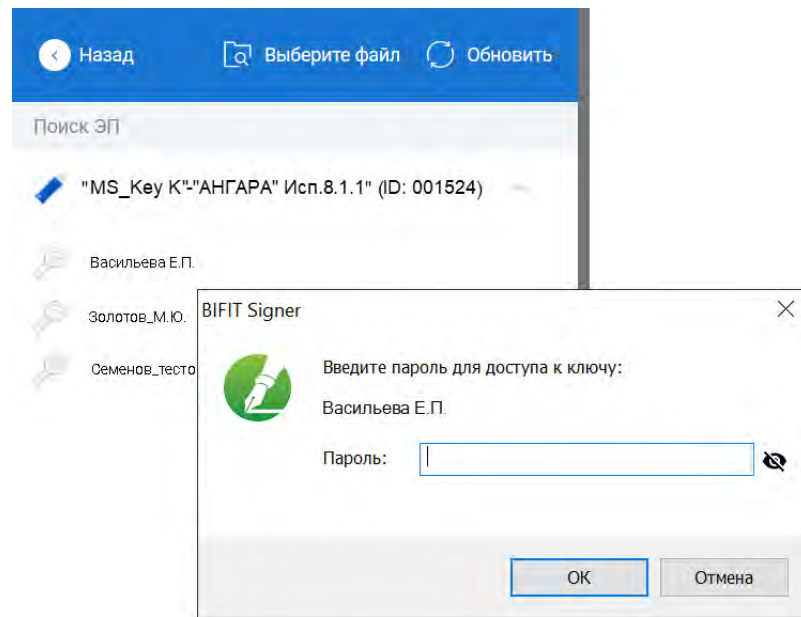 Назад Выберите файл Обновить
Поиск ЭП
"MS_Key K"-"АНГАРА" Исп.8.1.1" (ID: 001524)
Васильева Е.П.
Золотов_М.Ю.
Семенов_тесто
BIFIT Signer
Введите пароль для доступа к ключу:
Васильева Е.П.
Пароль:
OK Отмена